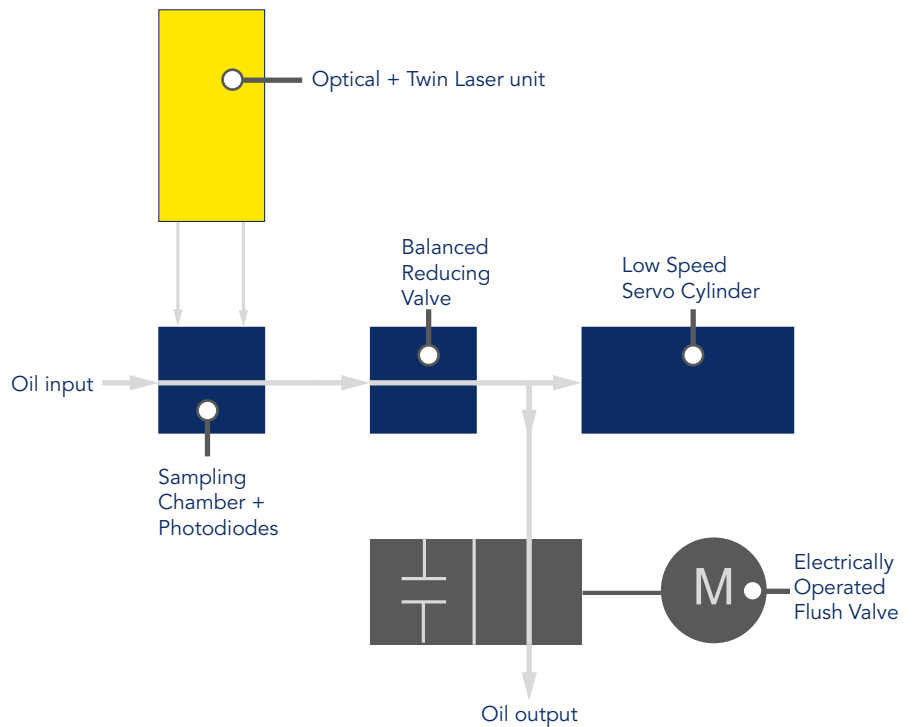 Optical + Twin Laser unit
Balanced
Reducing
Valve
Low Speed
Servo Cylinder
Oil input
Sampling
Chamber +
Photodiodes
M
Electrically
Operated
Flush Valve
Oil output